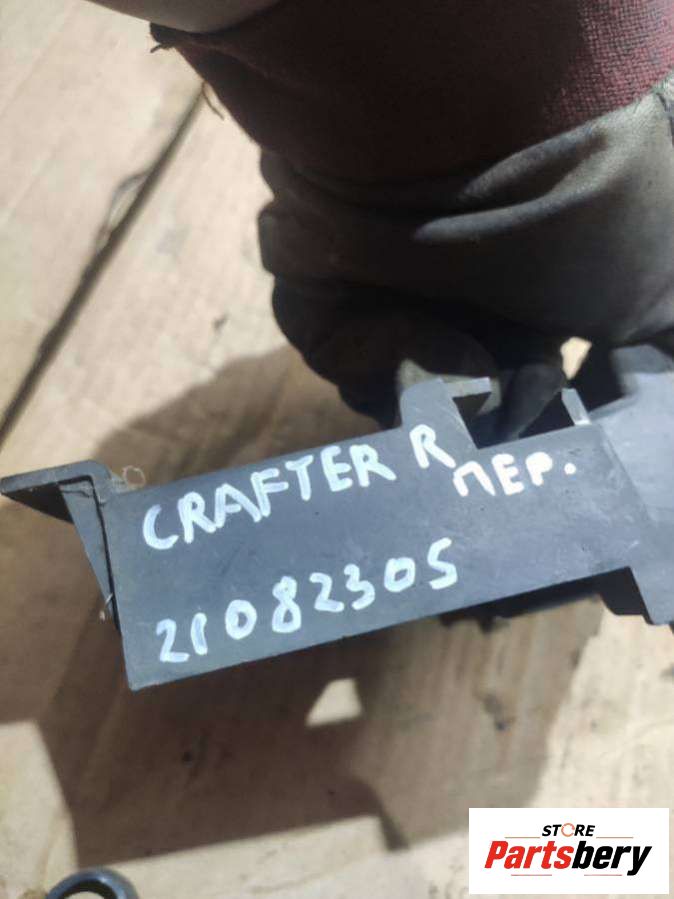 CRAFTER R
ПЕР.
21082305
STORE
Partsbery